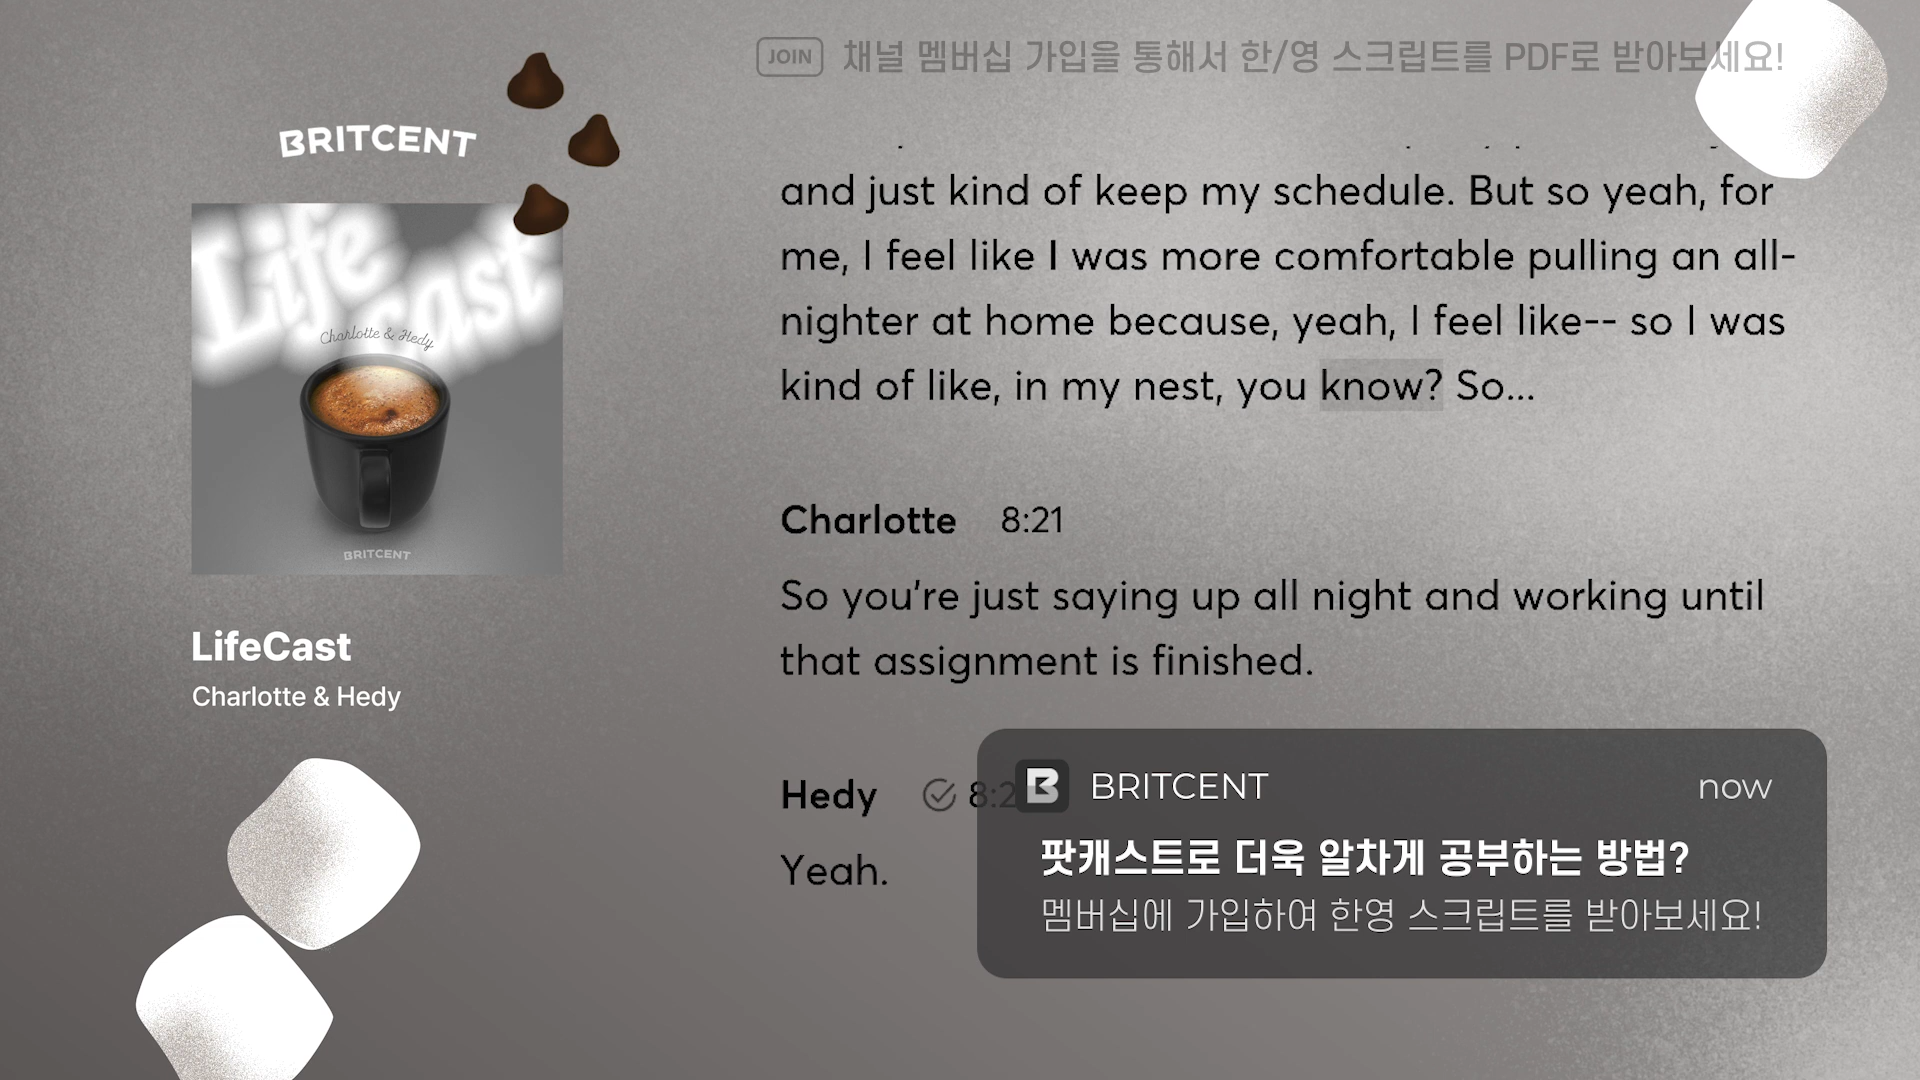 JOIN 채널 멤버십 가입을 통해서 한/영 스크립트를 PDF로 받아보세요!
BRITCENT
Life
Cast
Charlotte & Hedy
BRITCENT
LifeCast
Charlotte & Hedy
and just kind of keep my schedule. But so yeah, for
me, I feel like I was more comfortable pulling an all-
nighter at home because, yeah, I feel like-- so I was
kind of like, in my nest, you know? So...
Charlotte 8:21
So you're just saying up all night and working until
that assignment is finished.
Hedy 8:2
Yeah.
BRITCENT now
팟캐스트로 더욱 알차게 공부하는 방법?
멤버십에 가입하여 한영 스크립트를 받아보세요!